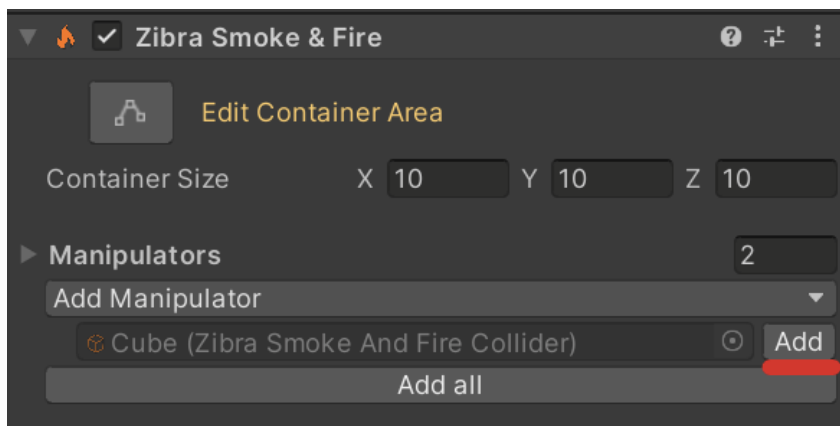 Zibra Smoke & Fire
Edit Container Area
Container Size X 10 Y 10 Z 10
Manipulators 2
Add Manipulator
Cube (Zibra Smoke And Fire Collider) Add
Add all